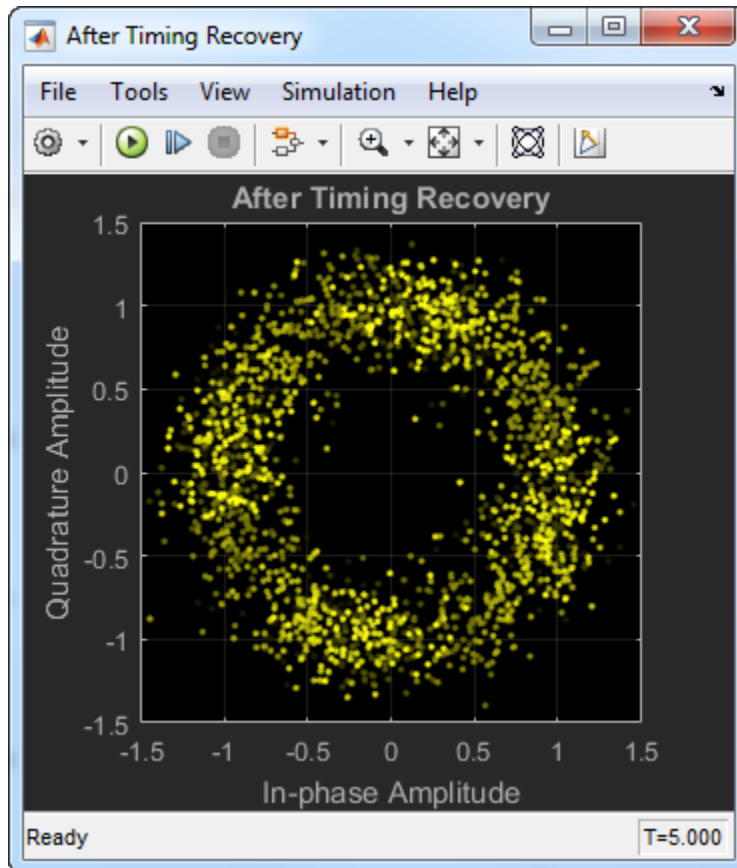 After Timing Recovery
File Tools View Simulation Help
After Timing Recovery
Quadrature Amplitude
1.5
1
0.5
0
-0.5
-1
-1.5
-1.5 -1 -0.5 0 0.5 1 1.5
In-phase Amplitude
Ready T=5.000